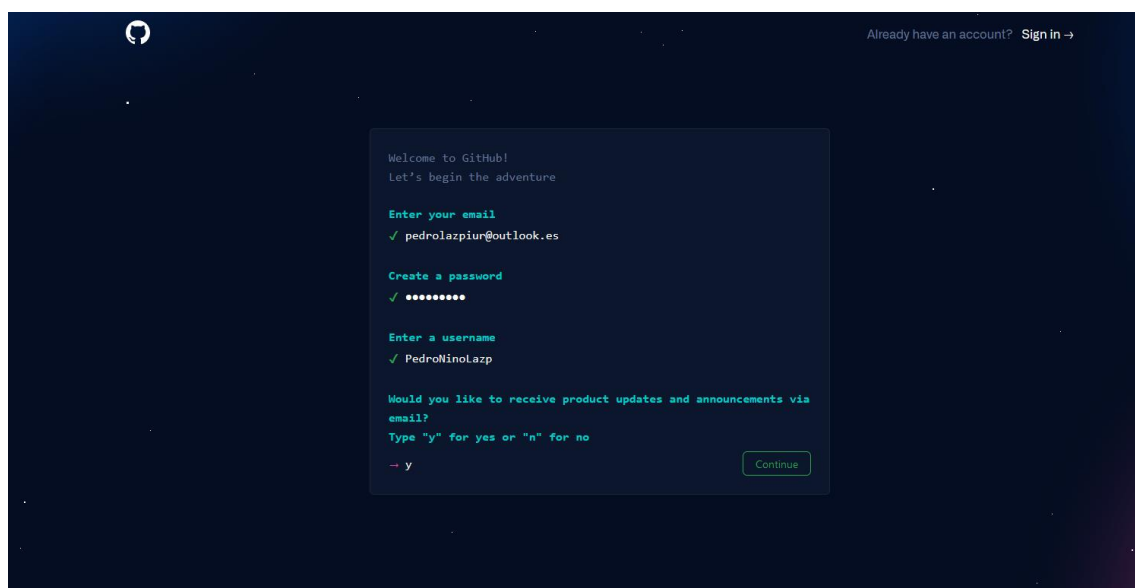 Already have an account? Sign in →
Welcome to GitHub!
Let's begin the adventure
Enter your email
✓ pedrolazpiur@outlook.es
Create a password
✓ •••••••••
Enter a username
✓ PedroNinoLazp
Would you like to receive product updates and announcements via
email?
Type "y" for yes or "n" for no
→ y
Continue